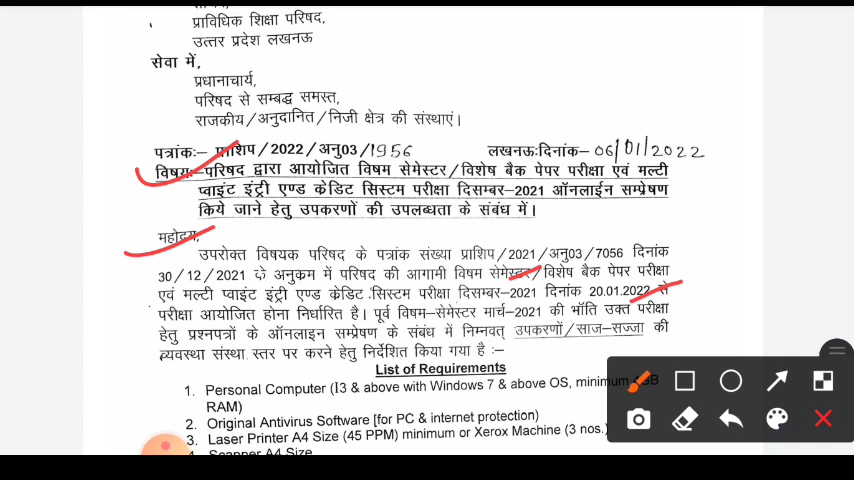 प्राविधिक शिक्षा परिषद,
उत्तर प्रदेश लखनऊ
सेवा में,
प्रधानाचार्य,
परिषद से सम्बद्ध समस्त,
राजकीय/अनुदानित/निजी क्षेत्र की संस्थाएं।
पत्रांकः– प्राशिप/2022/अनु03/1956 लखनऊःदिनांक–06/01/2022
विषयः–परिषद द्वारा आयोजित विषम सेमेस्टर/विशेष बैक पेपर परीक्षा एवं मल्टी
प्वाइंट इंट्री एण्ड क्रेडिट सिस्टम परीक्षा दिसम्बर–2021 ऑनलाईन सम्प्रेषण
किये जाने हेतु उपकरणों की उपलब्धता के संबंध में।
महोदय,
उपरोक्त विषयक परिषद के पत्रांक संख्या प्राशिप/2021/अनु03/7056 दिनांक
30/12/2021 के अनुक्रम में परिषद की आगामी विषम सेमेस्टर/विशेष बैक पेपर परीक्षा
एवं मल्टी प्वाइंट इंट्री एण्ड क्रेडिट सिस्टम परीक्षा दिसम्बर–2021 दिनांक 20.01.2022 से
परीक्षा आयोजित होना निर्धारित है। पूर्व विषम–सेमेस्टर मार्च–2021 की भॉति उक्त परीक्षा
हेतु प्रश्नपत्रों के ऑनलाइन सम्प्रेषण के संबंध में निम्नवत् उपकरणों/साज–सज्जा की
व्यवस्था संस्था स्तर पर करने हेतु निर्देशित किया गया है :–
List of Requirements
1. Personal Computer (I3 & above with Windows 7 & above OS, minimum
RAM)
2. Original Antivirus Software [for PC & internet protection)
3. Laser Printer A4 Size (45 PPM) minimum or Xerox Machine (3 nos.)
4. Scanner A4 Size